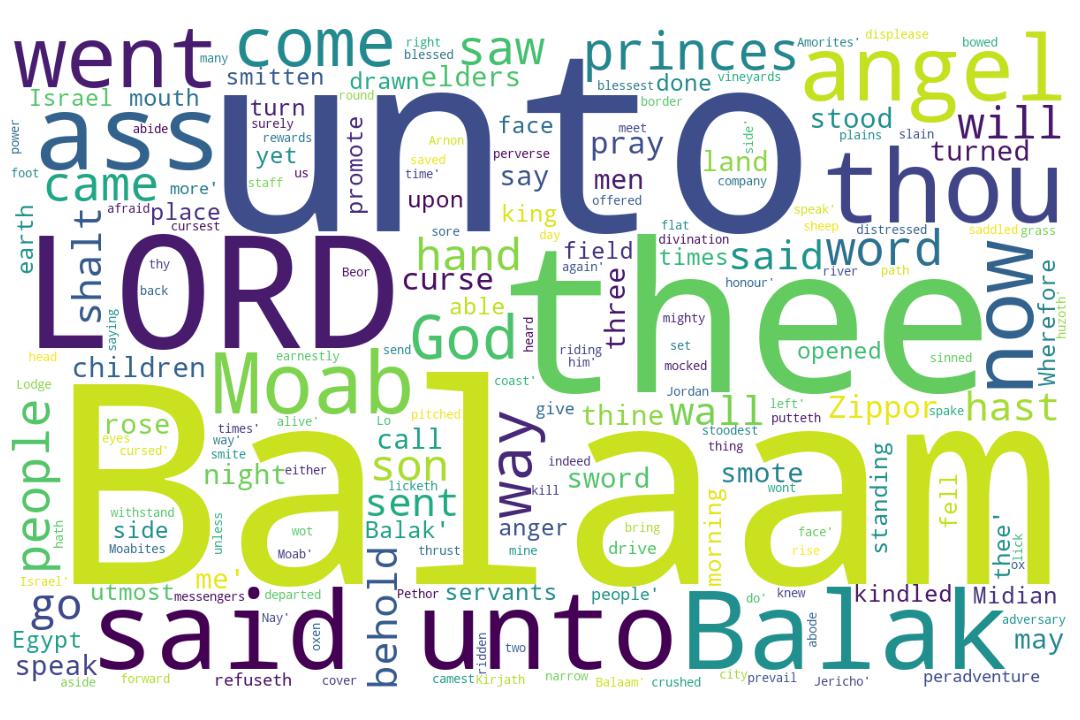 went
many
come
right
blessed
saw
princes
Amorites'
displease
bowed
angel
smitten
drawn
elders
blessest
done
vineyards
Israel
mouth
turn
round
unto
border
stood
will
power
ass
abide
surely
rewards
Arnon
face
meet
plains
slain
turned
yet
us
promote
saved
time'
perverse
pray
land
side'
thou
foot
came
more'
staff
say
men
company
upon
offered
king
speak'
sheep
saddled
grass
earth
shalt
afraid
place
cursest
sore
day
flat
distressed
LORD
thy
back
Beor
hand
field
divination
times
said
word
now
Wherefore
huzoth'
curse
again'
three
thee
river
path
honour'
saying
able
God
heard
mighty
head
children
earnestly
send
riding
him'
set
mocked
opened
sinned
Lodge
Moab
coast'
Jordan
people
rose
times'
alive'
Lo
pitched
way
give
thine
wall
left'
putteth
Zippor
spake
hast
eyes
cursed'
way'
smite
call
stoodest
thing
night
either
son
licketh
indeed
kill
sword
smote
wont
standing
fell
Balaam
hath
withstand
side
Moabites
unless
wot
Moab'
sent
Balak'
anger
bring
drive
morning
face'
rise
thee'
lick
ox
behold
thrust
mine
Israel'
me'
utmost
messengers
departed
Pethor
servants
people'
do'
knew
kindled
Midian
go
said unto
Nay'
oxen
ridden
two
Balak
abode
adversary
may
Egypt
speak
aside
forward
refuseth
cover
camest
Kirjath
narrow
Balaam'
crushed
city
prevail
Jericho'
peradventure